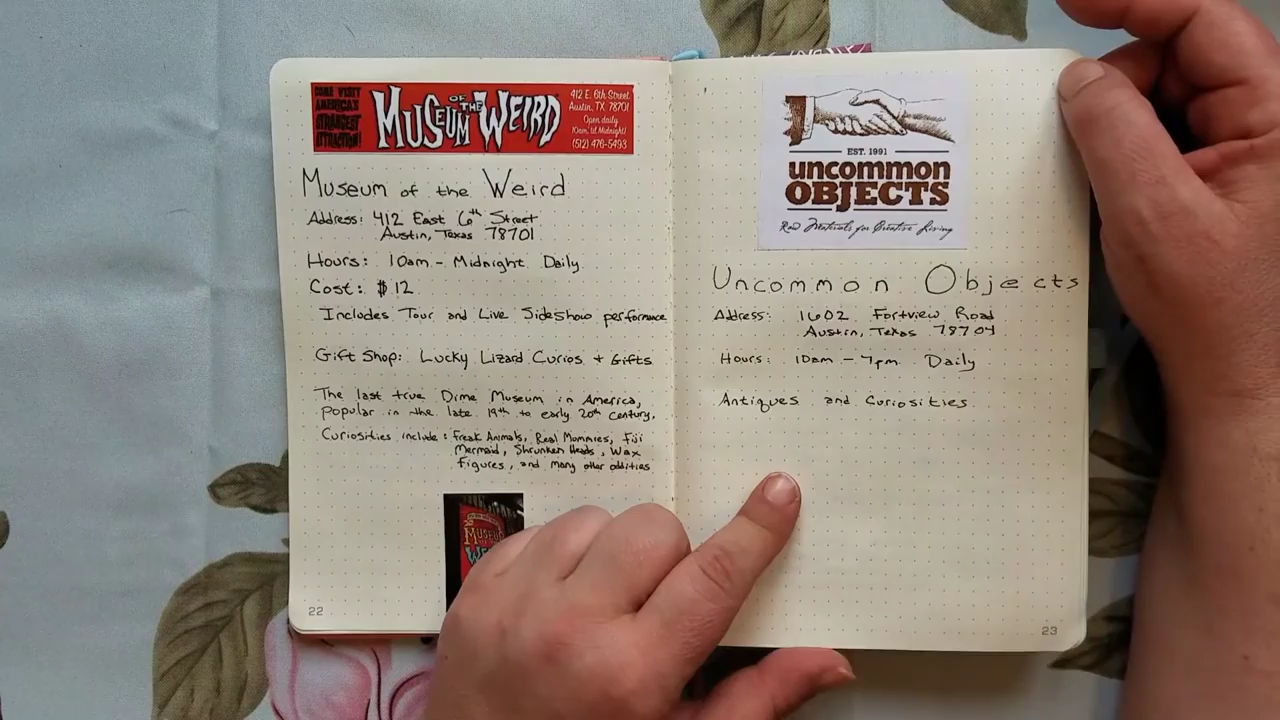 COME VISIT
AMERICA'S
STRANGEST
ATTRACTION!
MUSEUM OF THE WEIRD
412 E. 6th Street
Austin, TX. 78701
Open daily
10am 'til Midnight!
(512) 476-5493
Museum of the Weird
Address: 412 East 6th Street
Austin, Texas 78701
Hours: 10am - Midnight Daily
Cost: $12
Includes Tour and Live Sideshow performance
Gift Shop: Lucky Lizard Curios + Gifts
The last true Dime Museum in America,
popular in the late 19th to early 20th century.
Curiosities include: Freak Animals, Real Mommies, Fiji
Mermaid, Shrunken Heads, Wax
Figures, and many other oddities
MUSEUM
22
EST. 1991
uncommon
OBJECTS
Raw Materials for Creative Living
Uncommon Objects
Address: 1602 Fortview Road
Austin, Texas 78704
Hours: 10am - 7pm Daily
Antiques and Curiosities
23